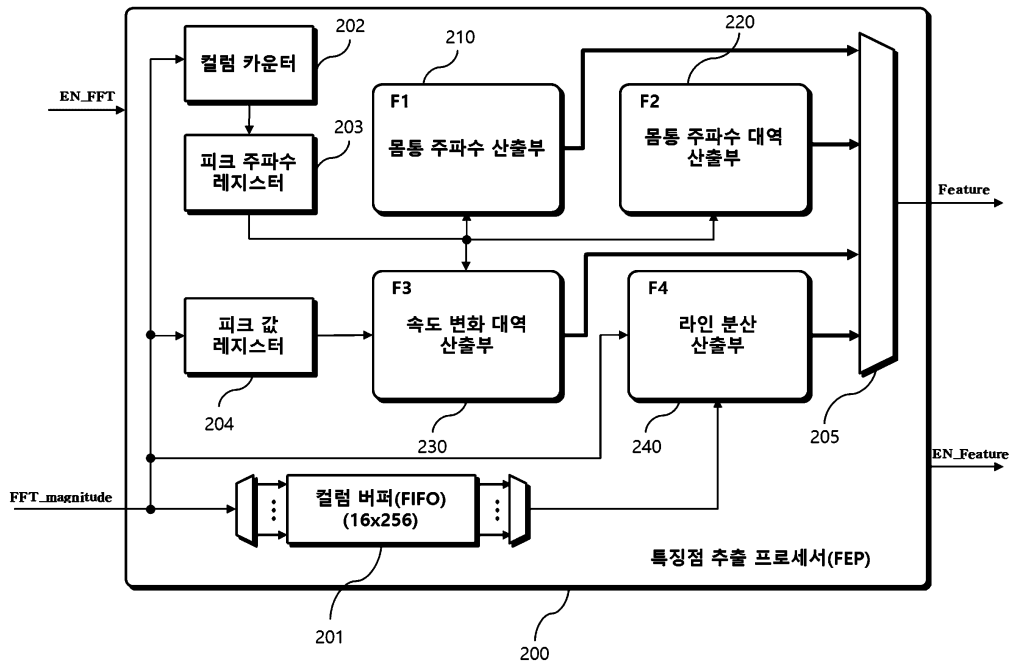 202
210
220
컬럼 카운터
EN_FFT
F1
F2
203
몸통 주파수 산출부
몸통 주파수 대역
산출부
피크 주파수
레지스터
Feature
F3
F4
피크 값
레지스터
속도 변화 대역
산출부
라인 분산
산출부
204
230
240
205
EN_Feature
FFT_magnitude
컬럼 버퍼(FIFO)
(16x256)
특징점 추출 프로세서(FEP)
201
200